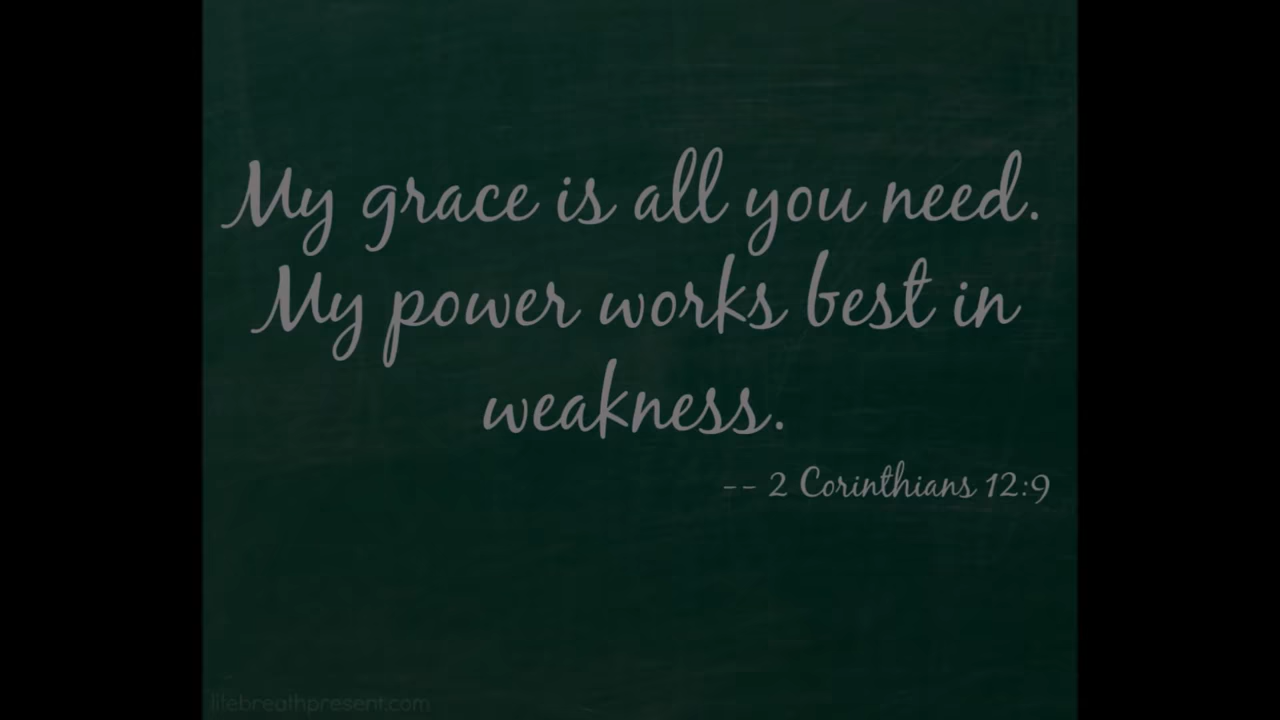 My grace is all you need.
My power works best in
weakness.
-- 2 Corinthians 12:9
lifebreathpresent.com